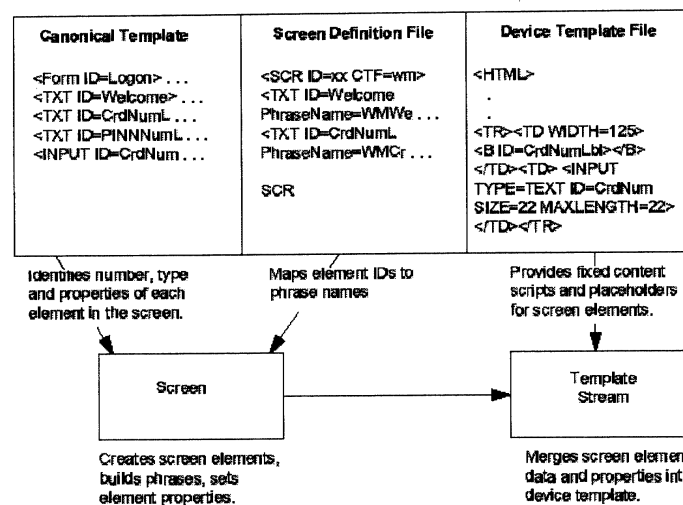 Canonical Template
<Form ID=Logon> . . .
<TXT ID=Welcome> . . .
<TXT ID=CrdNumL . . .
<TXT ID=PINNNumL . . .
<INPUT ID=CrdNum . . .
Screen Definition File
<SCR ID=xx CTF=wm>
<TXT ID=Welcome
PhraseName=WMWe . . .
<TXT ID=CrdNumL
PhraseName=WMCr . . .
SCR
Device Template File
<HTML>
.
.
<TR><TD WIDTH=125>
<B ID=CrdNumLbl></B>
</TD><TD> <INPUT
TYPE=TEXT ID=CrdNum
SIZE=22 MAXLENGTH=22>
</TD></TR>
Identifies number, type
and properties of each
element in the screen.
Maps element IDs to
phrase names
Provides fixed content
scripts and placeholders
for screen elements.
Screen
Template
Stream
Creates screen elements,
builds phrases, sets
element properties.
Merges screen elemen
data and properties int
device template.